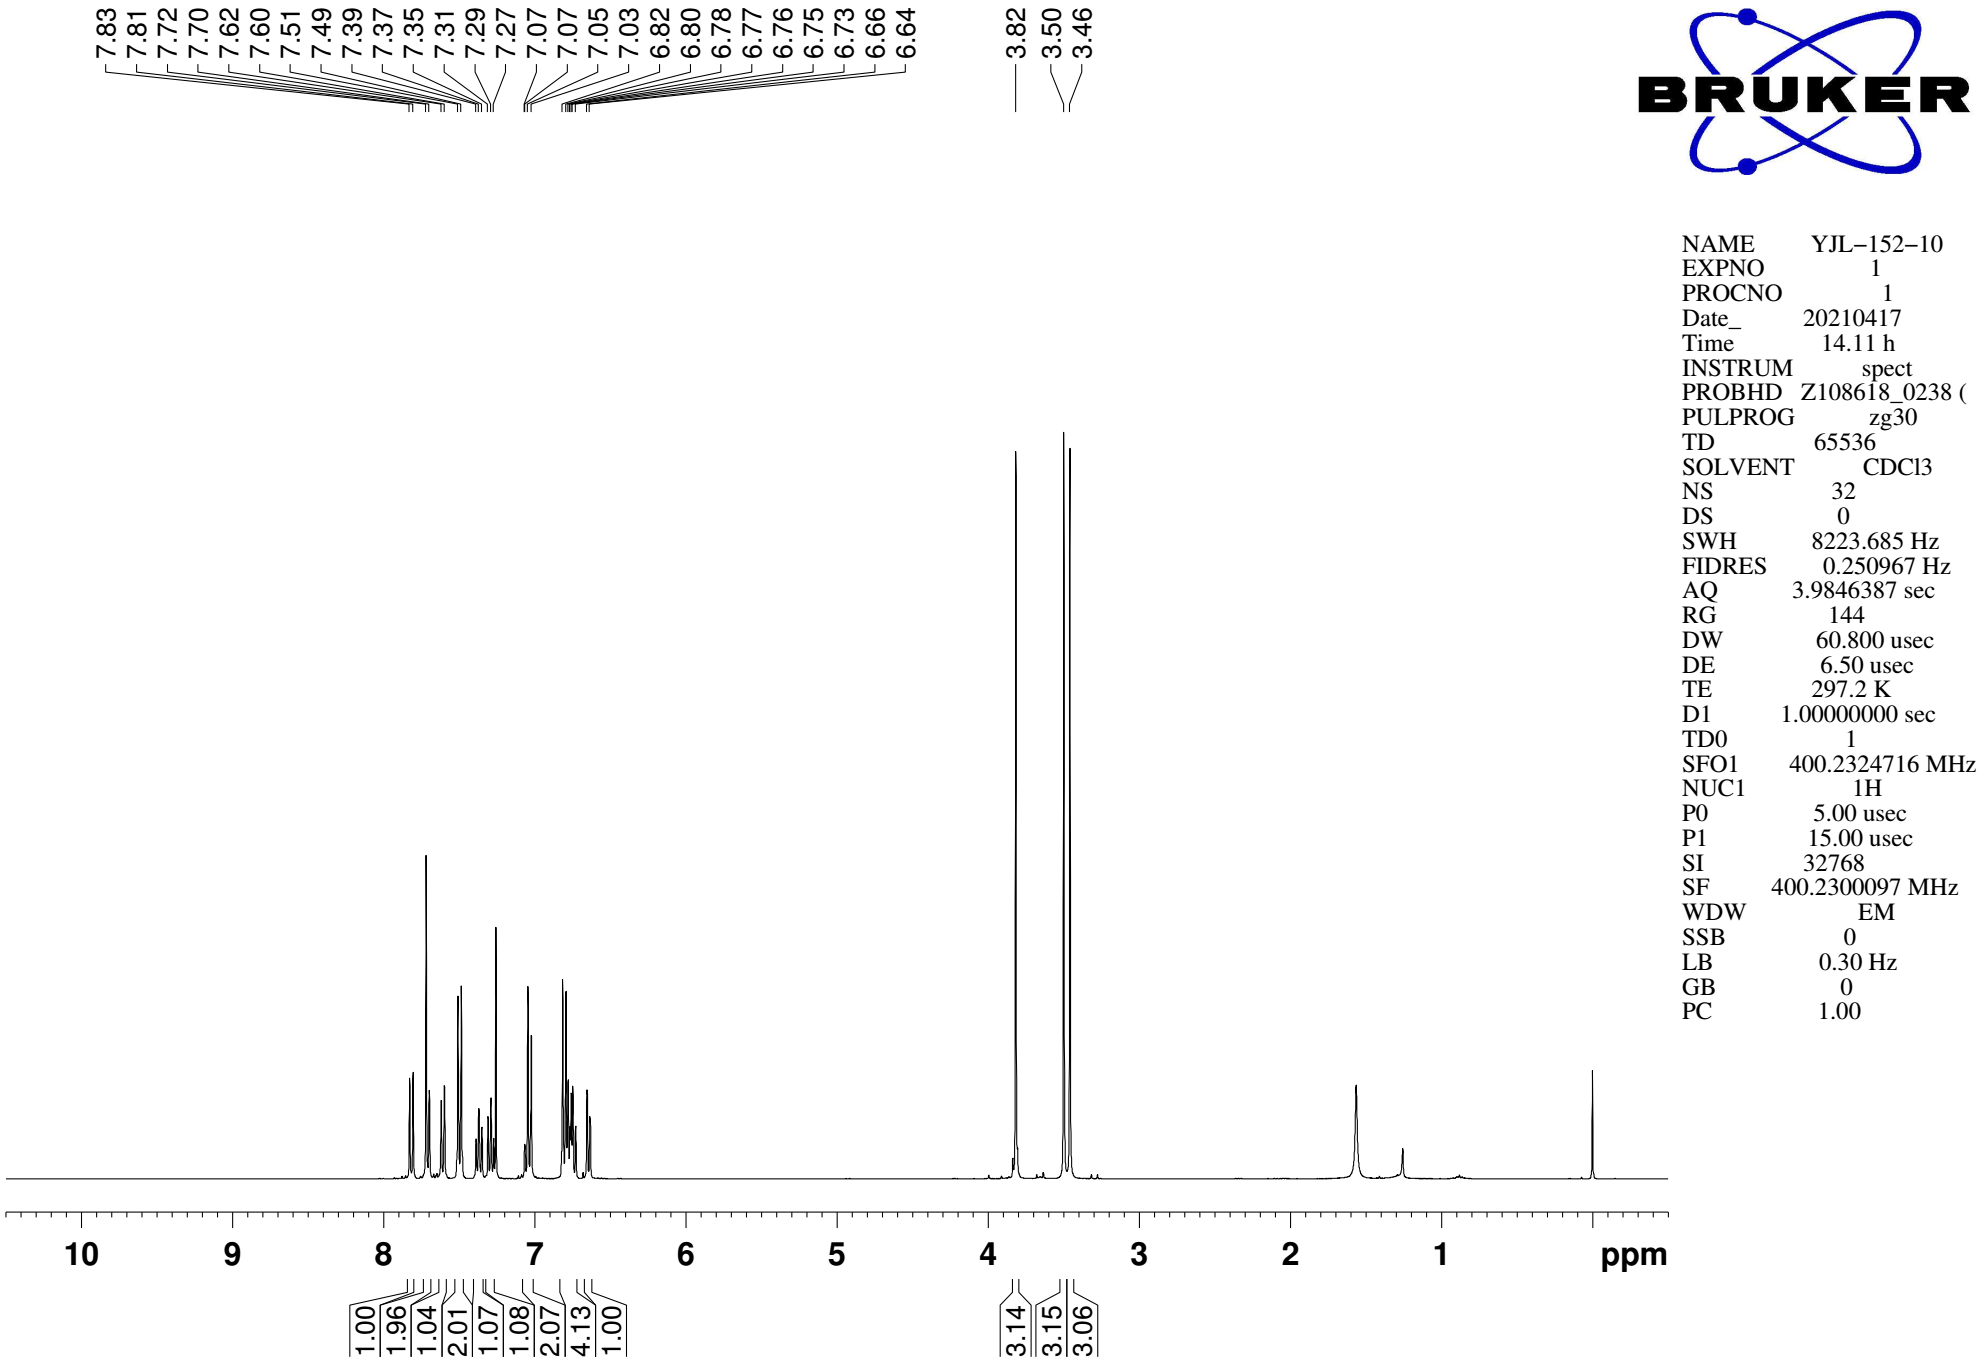 7.83
7.81
7.72
7.70
7.62
7.60
7.51
7.49
7.39
7.37
7.35
7.31
7.29
7.27
7.07
7.07
7.05
7.03
6.82
6.80
6.78
6.77
6.76
6.75
6.73
6.66
6.64
3.82
3.50
3.46
BRUKER
NAME YJL−152−10
EXPNO 1
PROCNO 1
Date_ 20210417
Time 14.11 h
INSTRUM spect
PROBHD Z108618_0238 (
PULPROG zg30
TD 65536
SOLVENT CDCl3
NS 32
DS 0
SWH 8223.685 Hz
FIDRES 0.250967 Hz
AQ 3.9846387 sec
RG 144
DW 60.800 usec
DE 6.50 usec
TE 297.2 K
D1 1.00000000 sec
TD0 1
SFO1 400.2324716 MHz
NUC1 1H
P0 5.00 usec
P1 15.00 usec
SI 32768
SF 400.2300097 MHz
WDW EM
SSB 0
LB 0.30 Hz
GB 0
PC 1.00
10 9 8 7 6 5 4 3 2 1 ppm
1.00
1.96
1.04
2.01
1.07
1.08
2.07
4.13
1.00
3.14
3.15
3.06